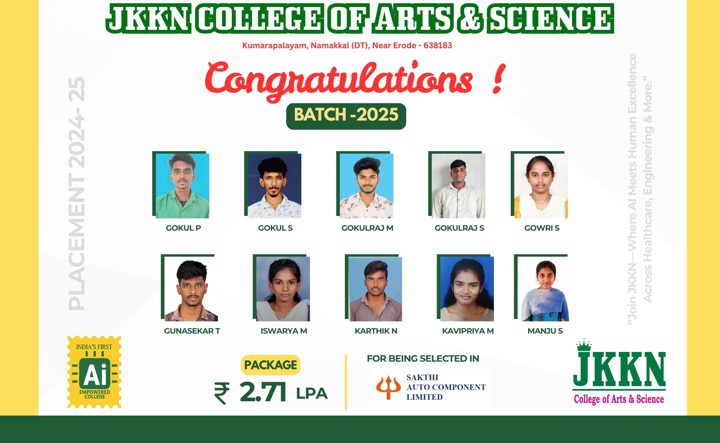 JKKN COLLEGE OF ARTS & SCIENCE
Kumarapalayam, Namakkal (DT), Near Erode - 638183
Congratulations !
BATCH -2025
PLACEMENT 2024- 25
"Join JKKN—Where AI Meets Human Excellence
Across Healthcare, Engineering & More."
GOKUL P
GOKUL S
GOKULRAJ M
GOKULRAJ S
GOWRI S
GUNASEKAR T
ISWARYA M
KARTHIK N
KAVIPRIYA M
MANJU S
INDIA'S FIRST
Ai
EMPOWERED
COLLEGE
PACKAGE
₹ 2.71 LPA
FOR BEING SELECTED IN
SAKTHI
AUTO COMPONENT
LIMITED
JKKN
College of Arts & Science